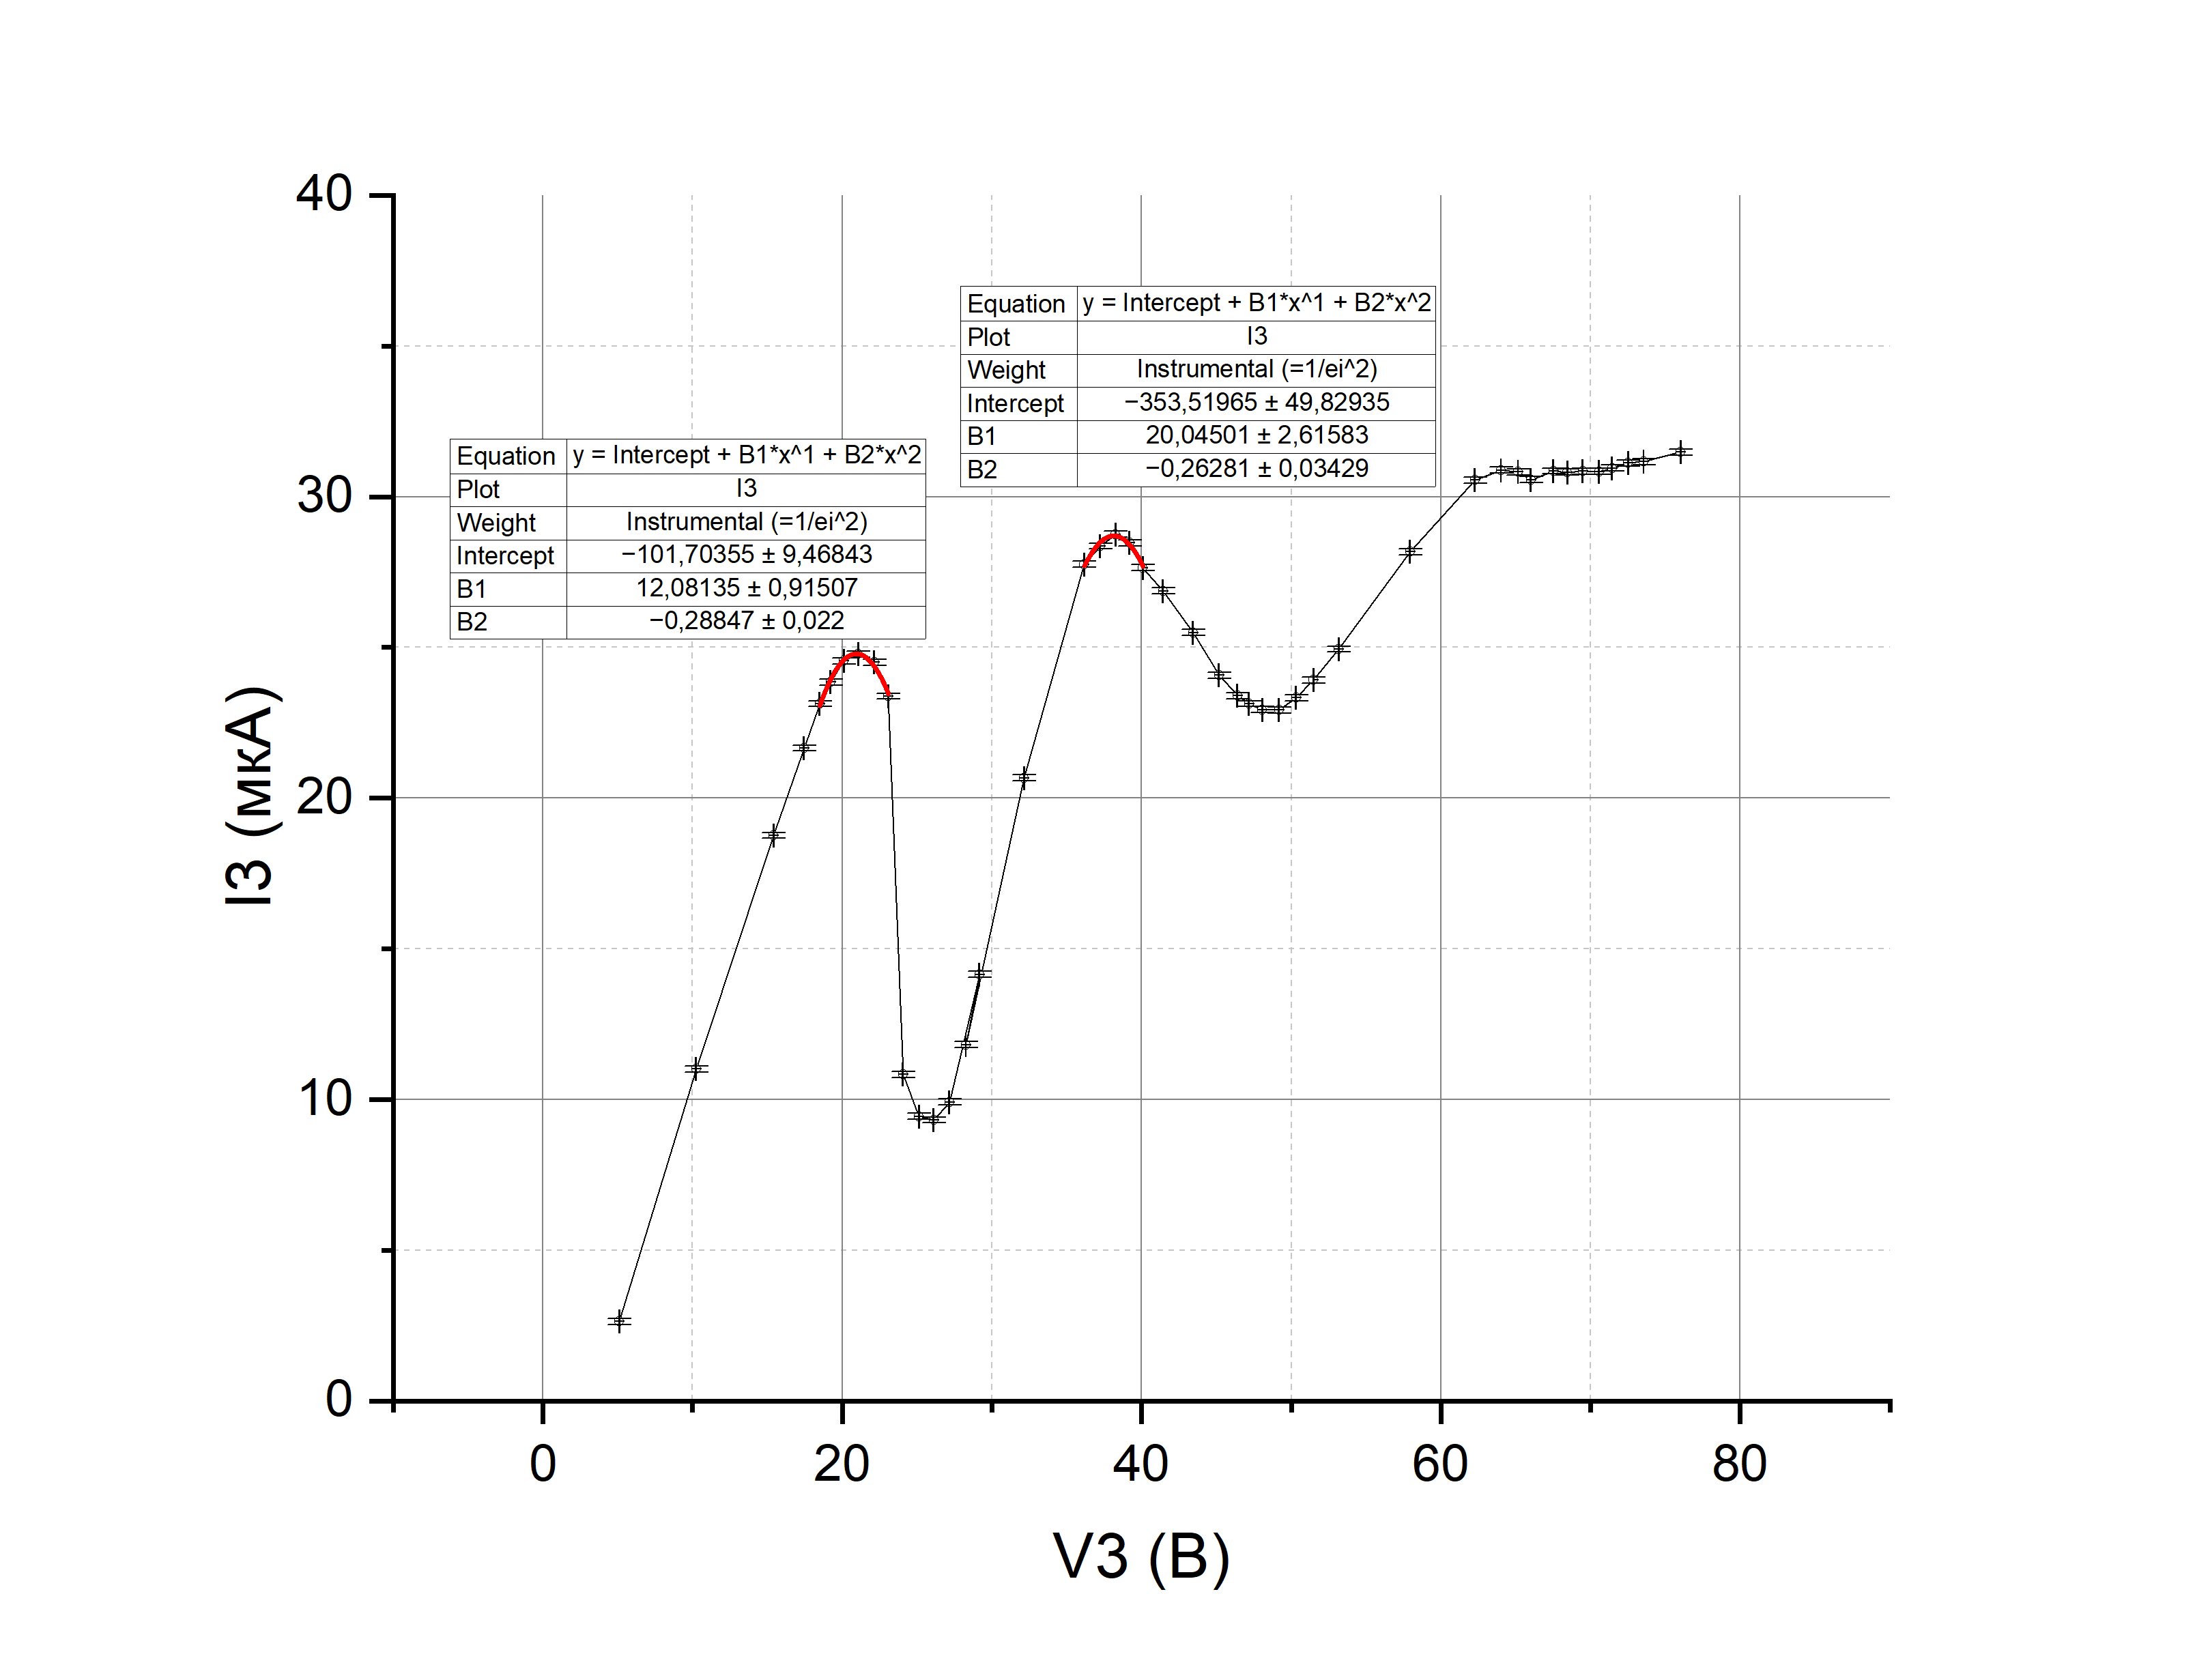 40
30
20
10
0
I3 (мкА)
Equation y = Intercept + B1*x^1 + B2*x^2
Plot I3
Weight Instrumental (=1/ei^2)
Intercept −353,51965 ± 49,82935
B1 20,04501 ± 2,61583
B2 −0,26281 ± 0,03429
Equation y = Intercept + B1*x^1 + B2*x^2
Plot I3
Weight Instrumental (=1/ei^2)
Intercept −101,70355 ± 9,46843
B1 12,08135 ± 0,91507
B2 −0,28847 ± 0,022
0 20 40 60 80
V3 (В)